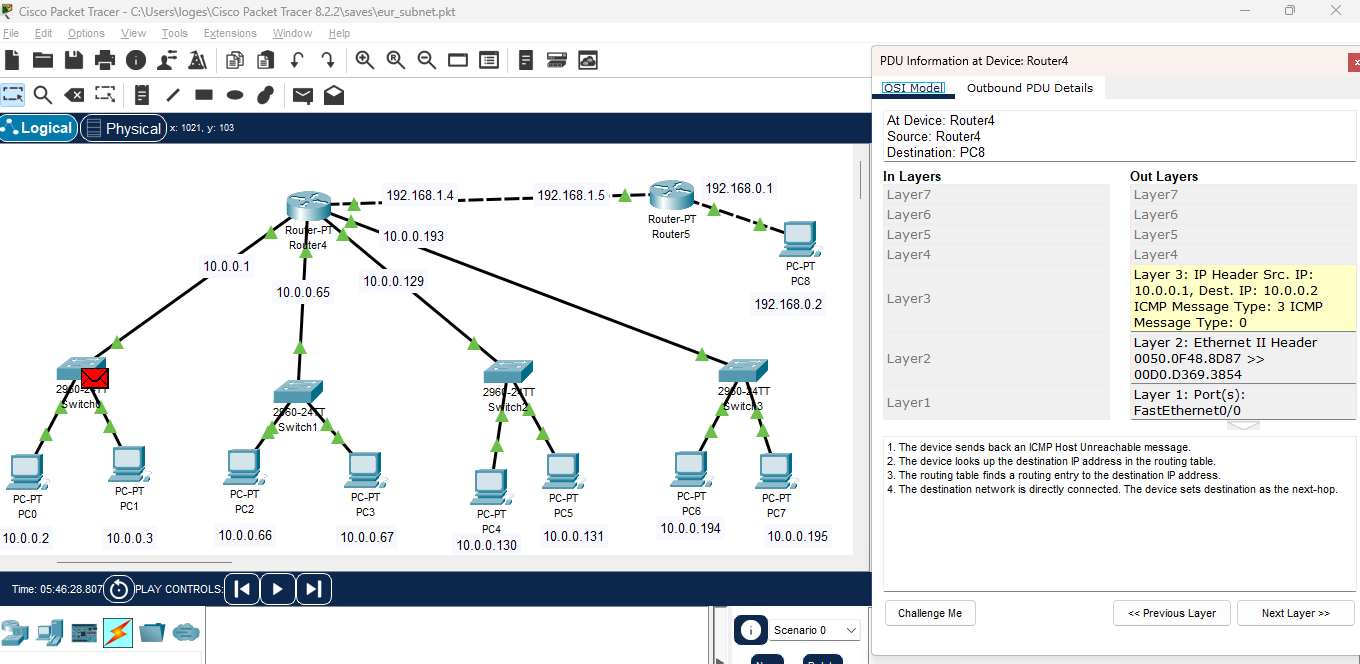 Cisco Packet Tracer - C:\Users\loges\Cisco Packet Tracer 8.2.2\saves\eur_subnet.pkt
File Edit Options View Tools Extensions Window Help
Logical Physical x: 1021, y: 103
192.168.1.4
192.168.1.5
192.168.0.1
Router-PT
Router4
Router-PT
Router5
10.0.0.193
10.0.0.1
10.0.0.65
10.0.0.129
PC-PT
PC8
192.168.0.2
2960-24TT
Switch0
2960-24TT
Switch1
2960-24TT
Switch2
2960-24TT
Switch3
PC-PT
PC0
PC-PT
PC1
PC-PT
PC2
PC-PT
PC3
PC-PT
PC4
PC-PT
PC5
PC-PT
PC6
PC-PT
PC7
10.0.0.2
10.0.0.3
10.0.0.66
10.0.0.67
10.0.0.130
10.0.0.131
10.0.0.194
10.0.0.195
Time: 05:46:28.807 PLAY CONTROLS:
Scenario 0
PDU Information at Device: Router4
OSI Model Outbound PDU Details
At Device: Router4
Source: Router4
Destination: PC8
In Layers
Layer7
Layer6
Layer5
Layer4
Layer3
Layer2
Layer1
Out Layers
Layer7
Layer6
Layer5
Layer4
Layer 3: IP Header Src. IP:
10.0.0.1, Dest. IP: 10.0.0.2
ICMP Message Type: 3 ICMP
Message Type: 0
Layer 2: Ethernet II Header
0050.0F48.8D87 >>
00D0.D369.3854
Layer 1: Port(s):
FastEthernet0/0
1. The device sends back an ICMP Host Unreachable message.
2. The device looks up the destination IP address in the routing table.
3. The routing table finds a routing entry to the destination IP address.
4. The destination network is directly connected. The device sets destination as the next-hop.
Challenge Me << Previous Layer Next Layer >>